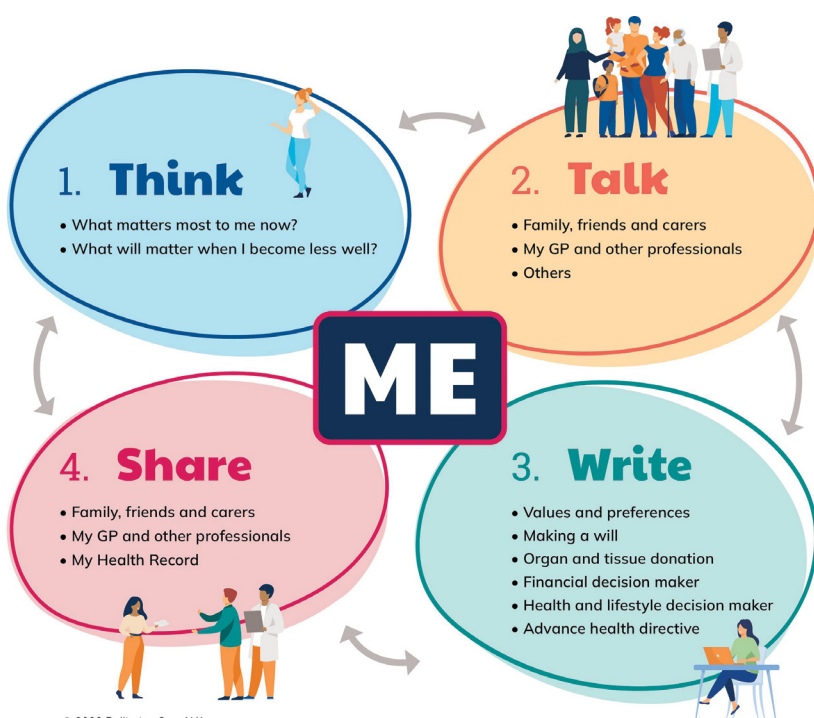 1. Think
• What matters most to me now?
• What will matter when I become less well?
2. Talk
• Family, friends and carers
• My GP and other professionals
• Others
ME
3. Write
• Values and preferences
• Making a will
• Organ and tissue donation
• Financial decision maker
• Health and lifestyle decision maker
• Advance health directive
4. Share
• Family, friends and carers
• My GP and other professionals
• My Health Record